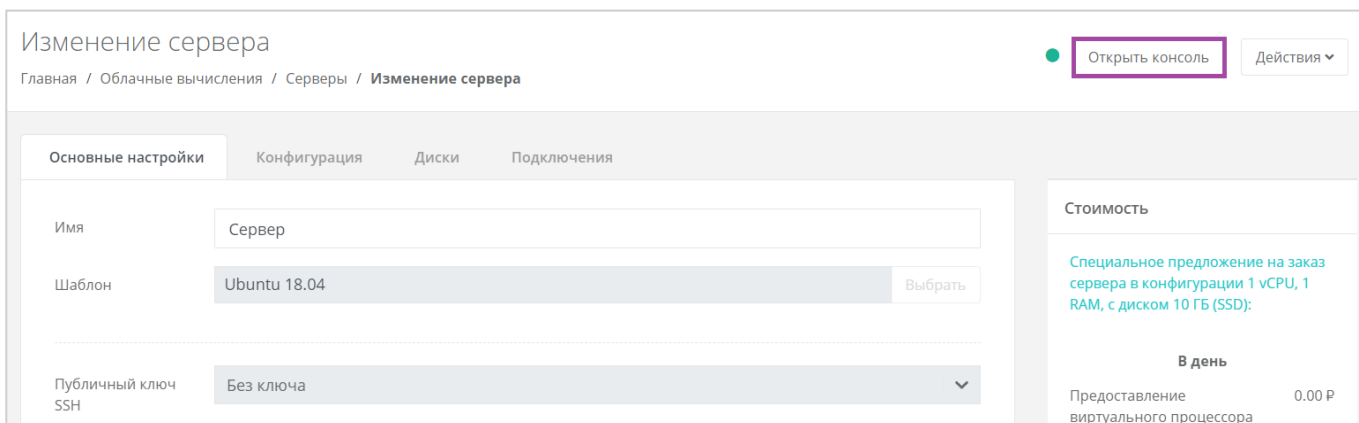 Изменение сервера
Главная / Облачные вычисления / Серверы / Изменение сервера
Открыть консоль
Действия
Основные настройки
Конфигурация
Диски
Подключения
Имя
Сервер
Шаблон
Ubuntu 18.04
Выбрать
Публичный ключ
SSH
Без ключа
Стоимость
Специальное предложение на заказ
сервера в конфигурации 1 vCPU, 1
RAM, с диском 10 ГБ (SSD):
В день
Предоставление 0.00 ₽
виртуального процессора